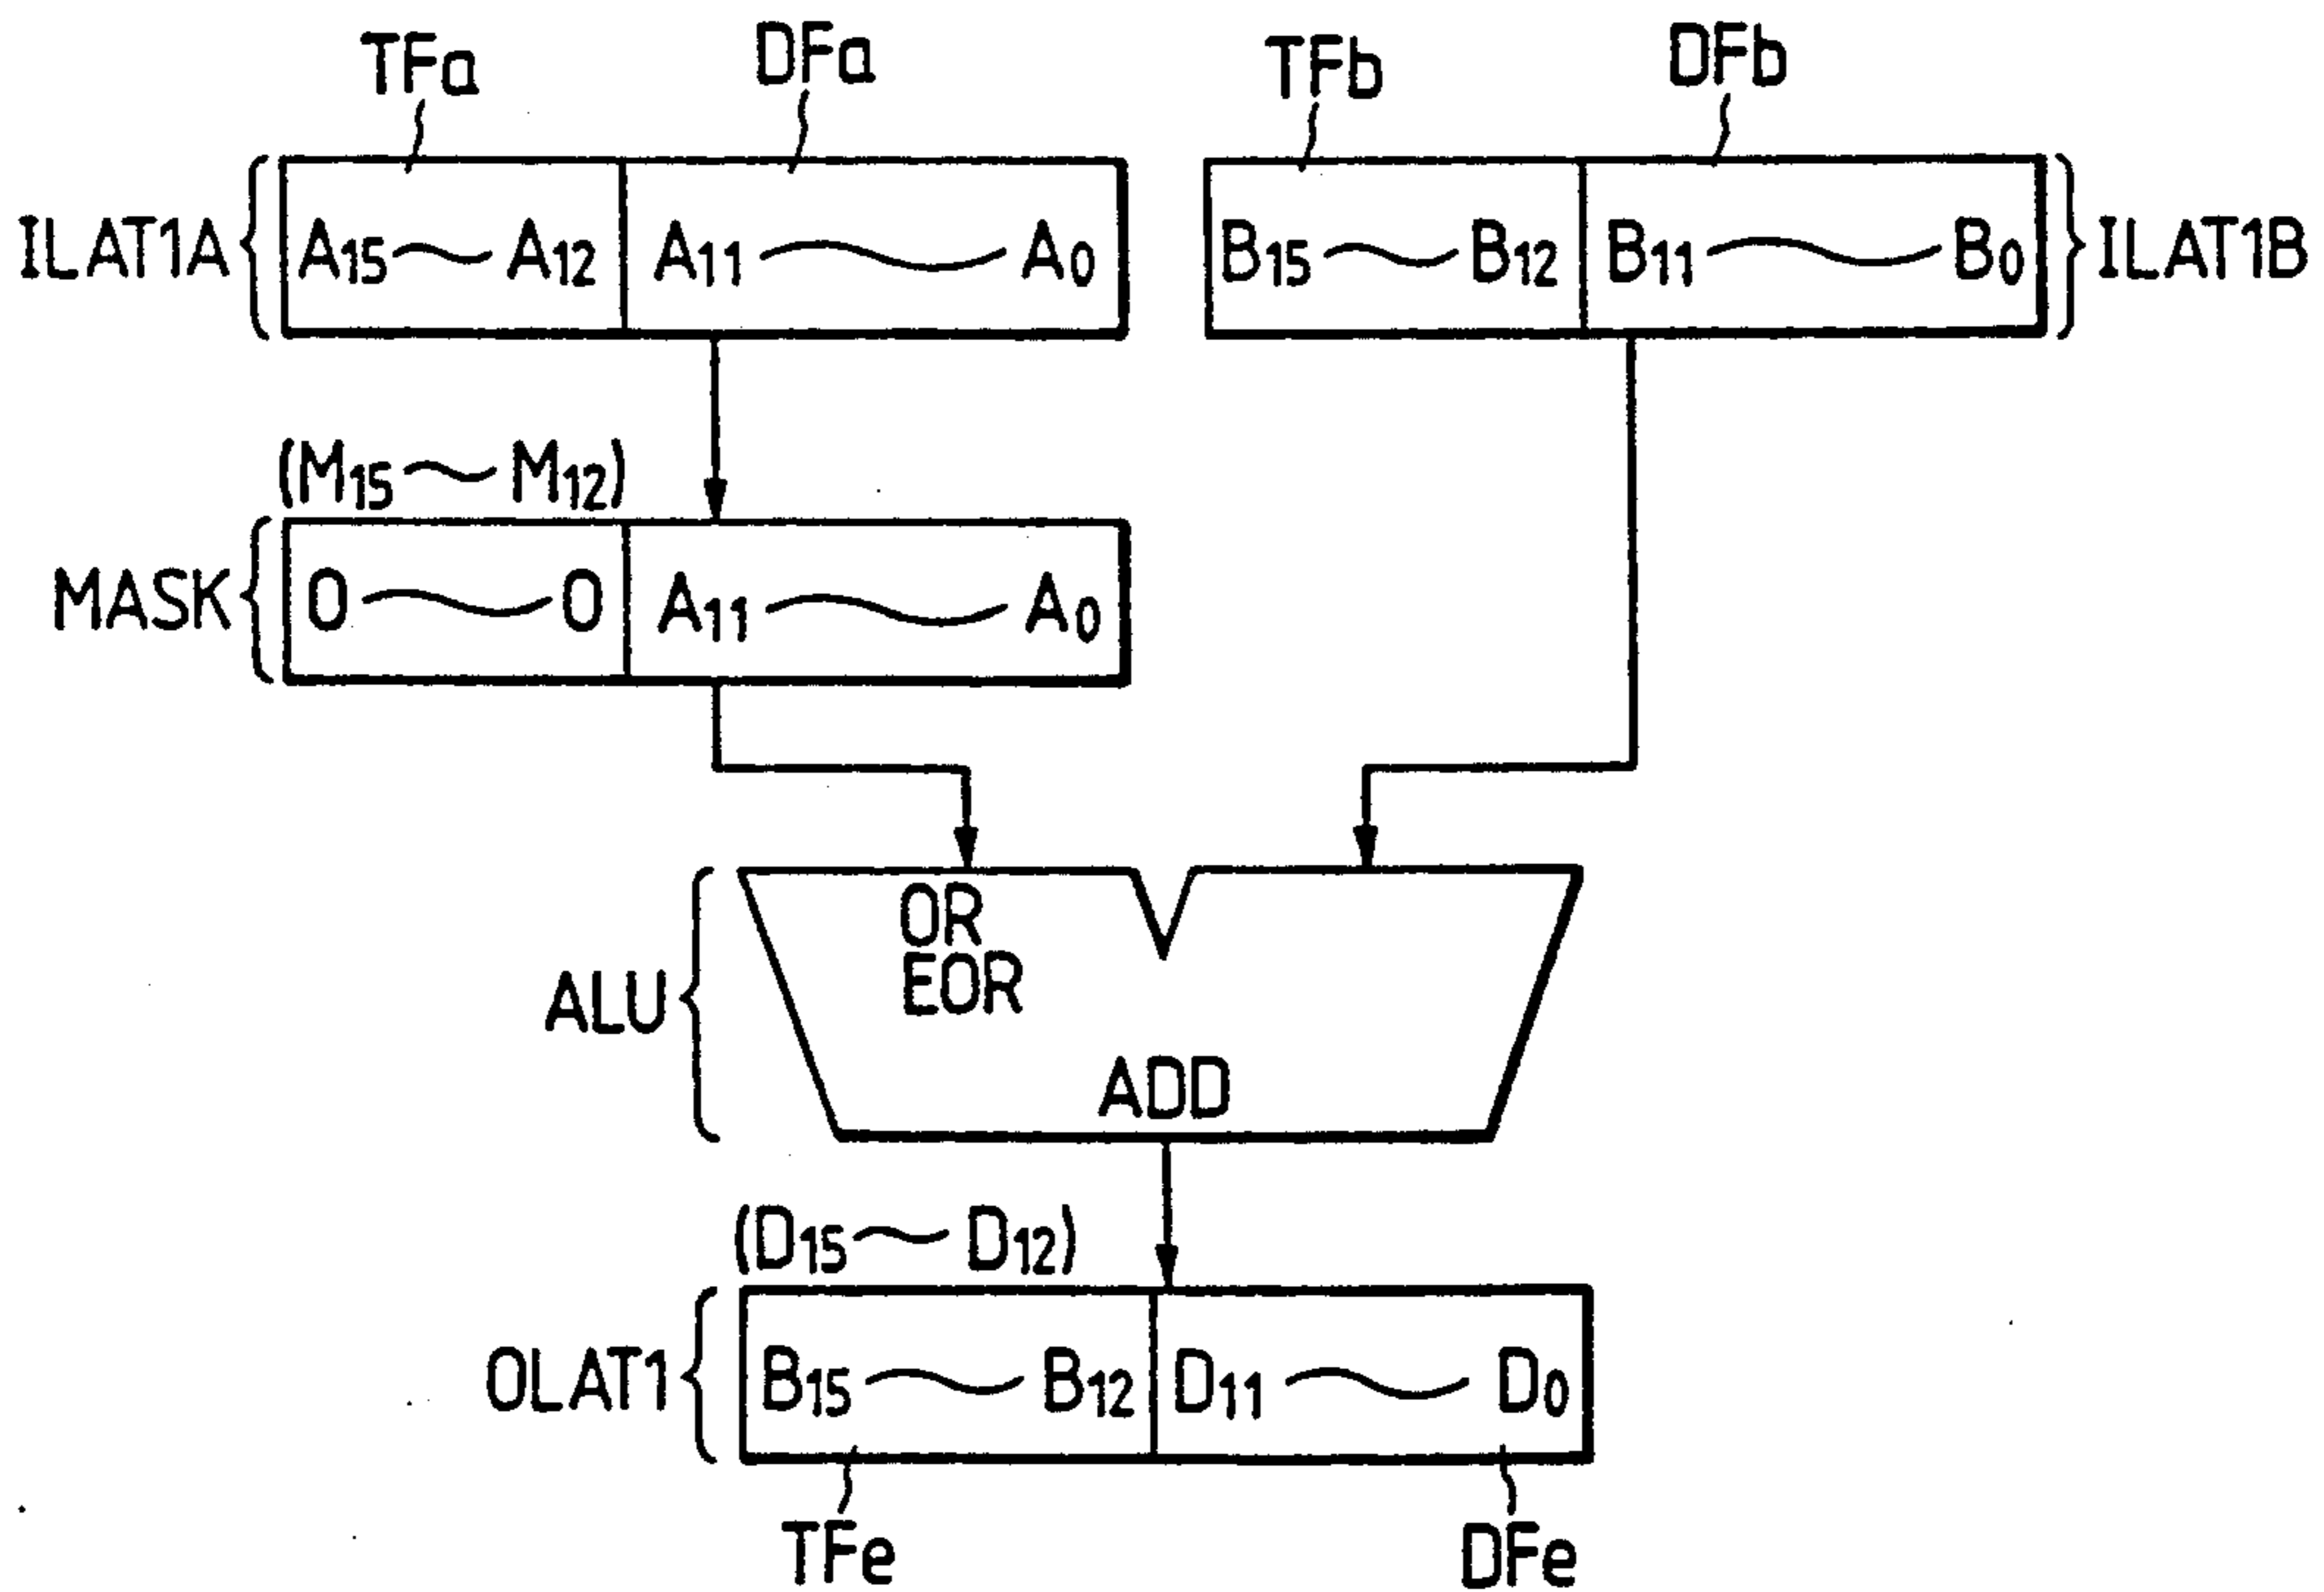 TFa DFa TFb DFb
ILAT1A A15～A12 A11～A0 B15～B12 B11～B0 ILAT1B
(M15～M12)
MASK 0～0 A11～A0
OR
EOR
ALU
ADD
(D15～D12)
OLAT1 B15～B12 D11～D0
TFe DFe